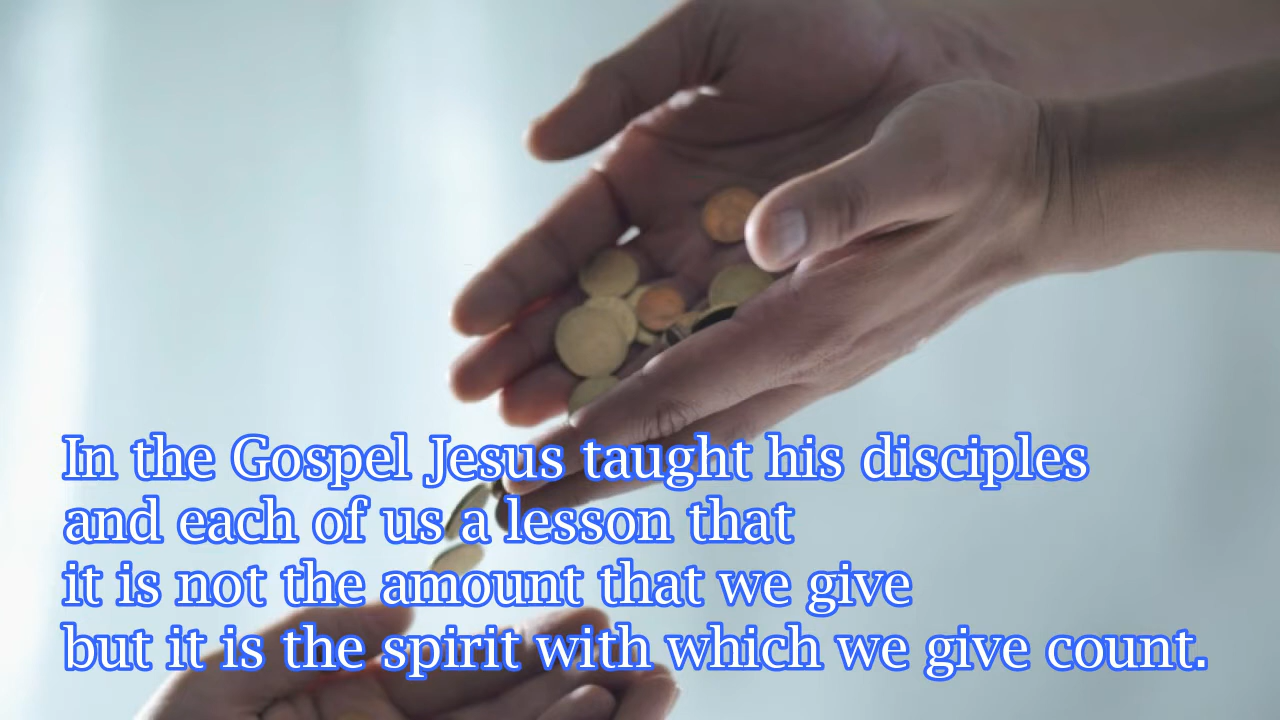 In the Gospel Jesus taught his disciples
and each of us a lesson that
it is not the amount that we give
but it is the spirit with which we give count.